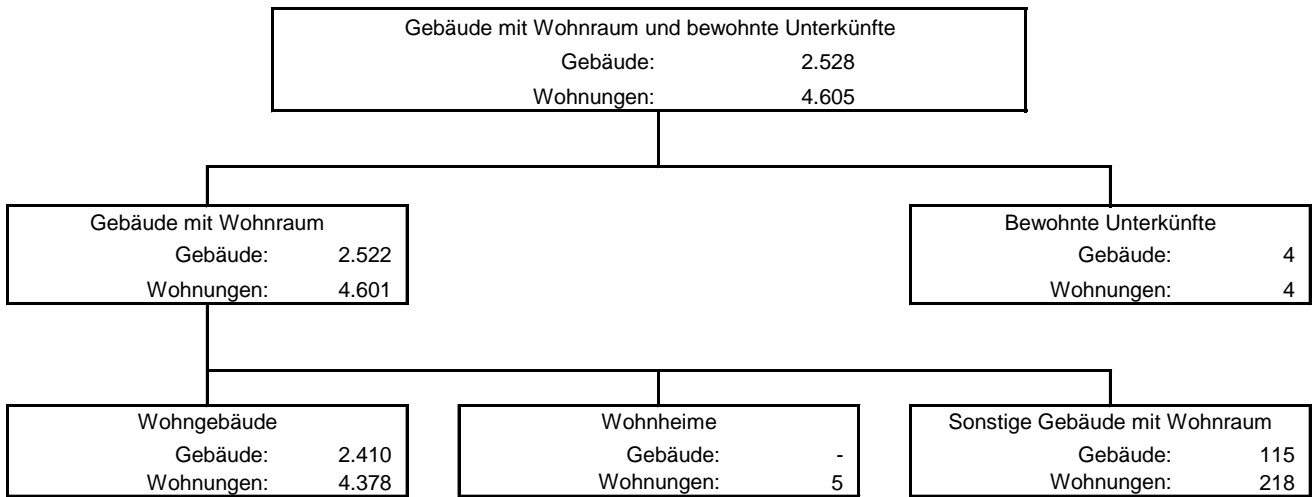 Gebäude mit Wohnraum und bewohnte Unterkünfte
Gebäude: 2.528
Wohnungen: 4.605
Gebäude mit Wohnraum
Gebäude: 2.522
Wohnungen: 4.601
Bewohnte Unterkünfte
Gebäude: 4
Wohnungen: 4
Wohngebäude
Gebäude: 2.410
Wohnungen: 4.378
Wohnheime
Gebäude: -
Wohnungen: 5
Sonstige Gebäude mit Wohnraum
Gebäude: 115
Wohnungen: 218